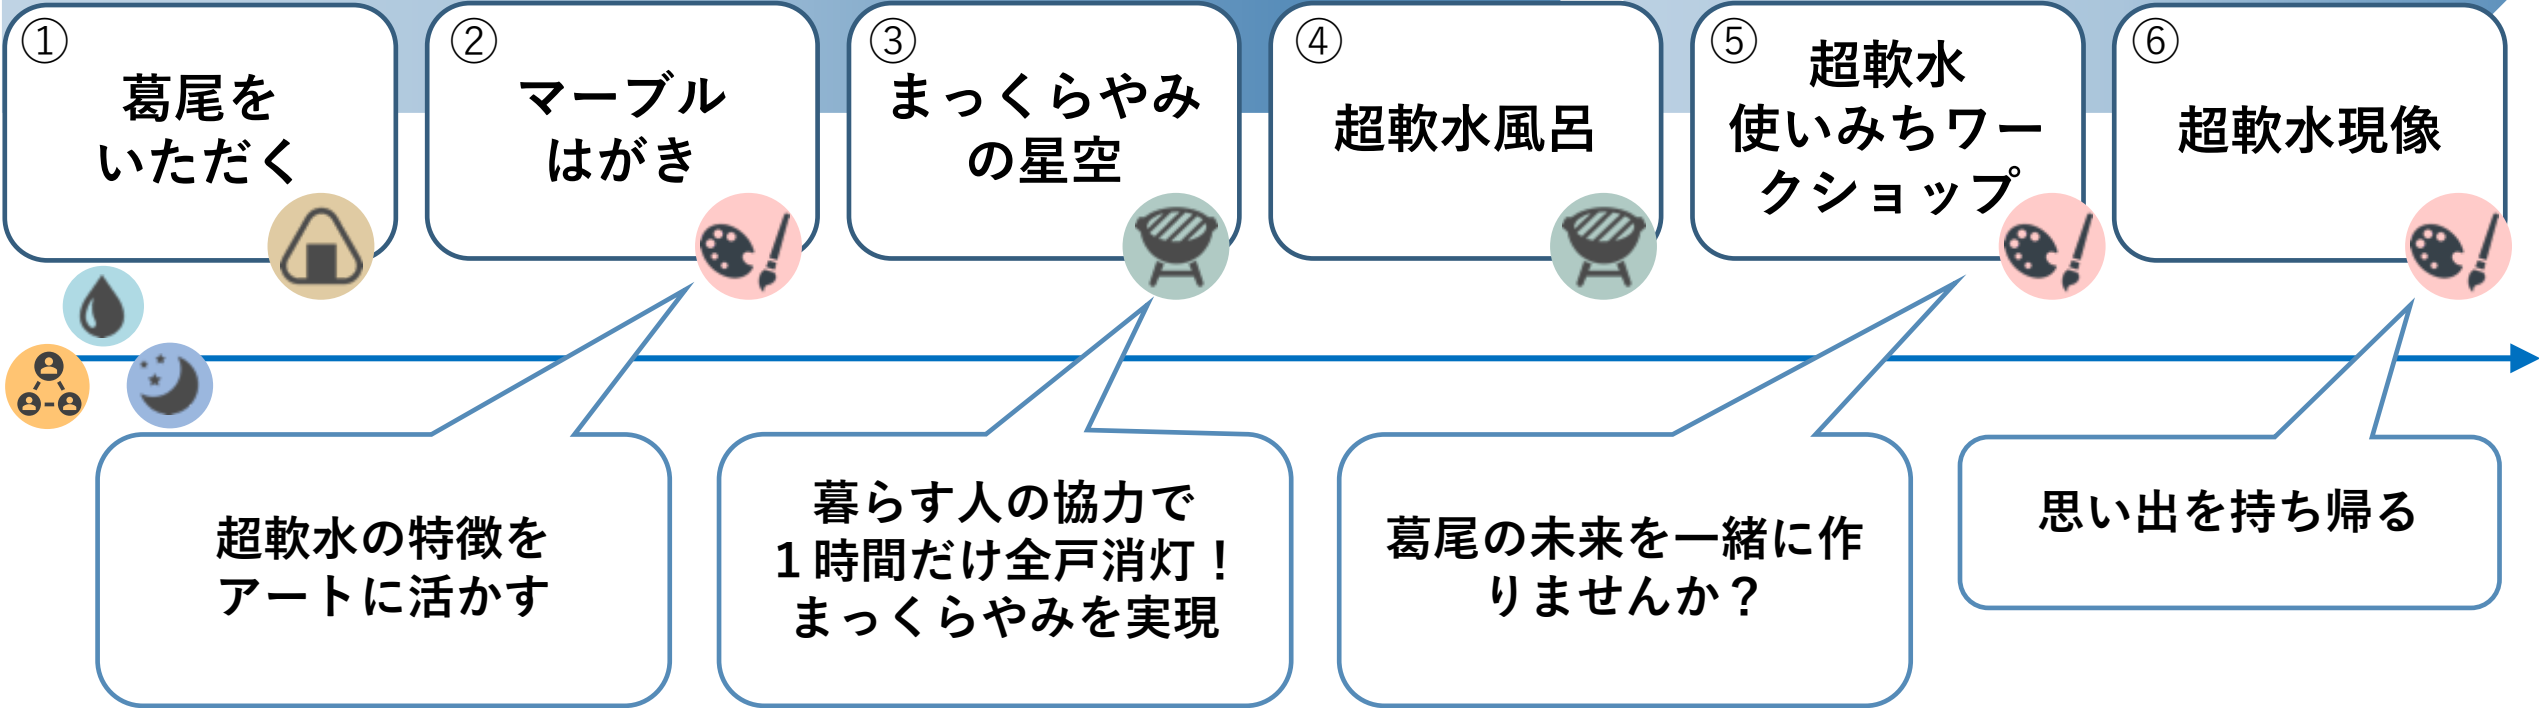 ①
葛尾を
いただく
②
マーブル
はがき
③
まっくらやみ
の星空
④
超軟水風呂
⑤
超軟水
使いみちワー
クショップ
⑥
超軟水現像
超軟水の特徴を
アートに活かす
暮らす人の協力で
１時間だけ全戸消灯！
まっくらやみを実現
葛尾の未来を一緒に作
りませんか？
思い出を持ち帰る